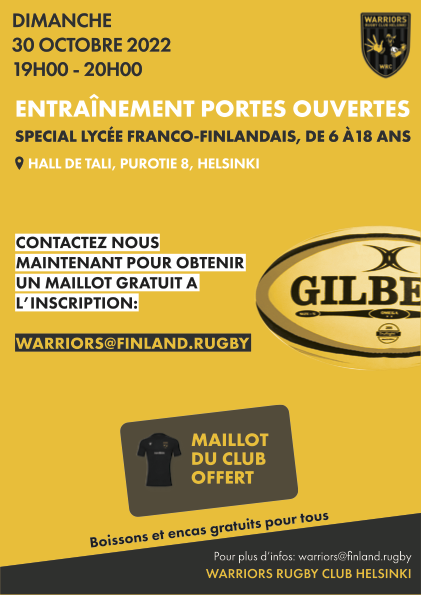 DIMANCHE
30 OCTOBRE 2022
19H00 - 20H00
WARRIORS
RUGBY CLUB HELSINKI
WRC
ENTRAÎNEMENT PORTES OUVERTES
SPECIAL LYCÉE FRANCO-FINLANDAIS, DE 6 À18 ANS
HALL DE TALI, PUROTIE 8, HELSINKI
CONTACTEZ NOUS
MAINTENANT POUR OBTENIR
UN MAILLOT GRATUIT A
L'INSCRIPTION:
WARRIORS@FINLAND.RUGBY
GILBE
OMEGA
MAILLOT
DU CLUB
OFFERT
Boissons et encas gratuits pour tous
Pour plus d'infos: warriors@finland.rugby
WARRIORS RUGBY CLUB HELSINKI